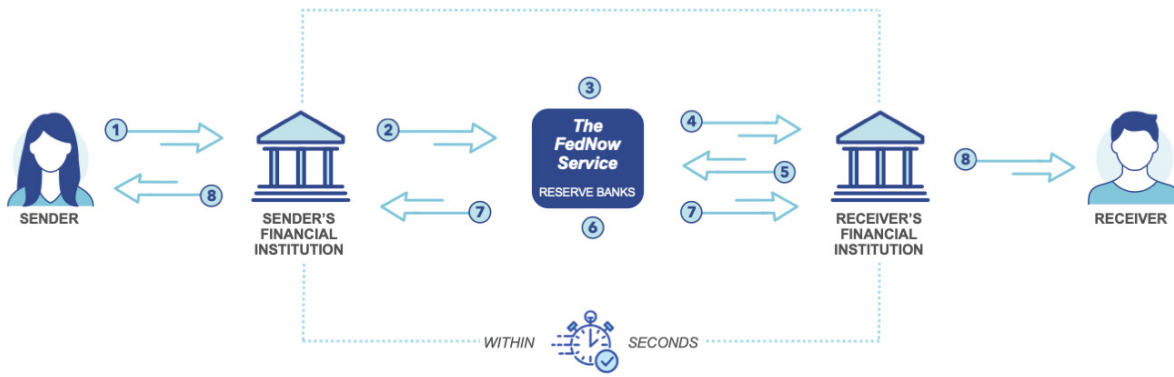 3
1
2
The
FedNow
Service
RESERVE BANKS
4
5
8
8
7
7
6
SENDER
SENDER'S
FINANCIAL
INSTITUTION
RECEIVER'S
FINANCIAL
INSTITUTION
RECEIVER
WITHIN
SECONDS